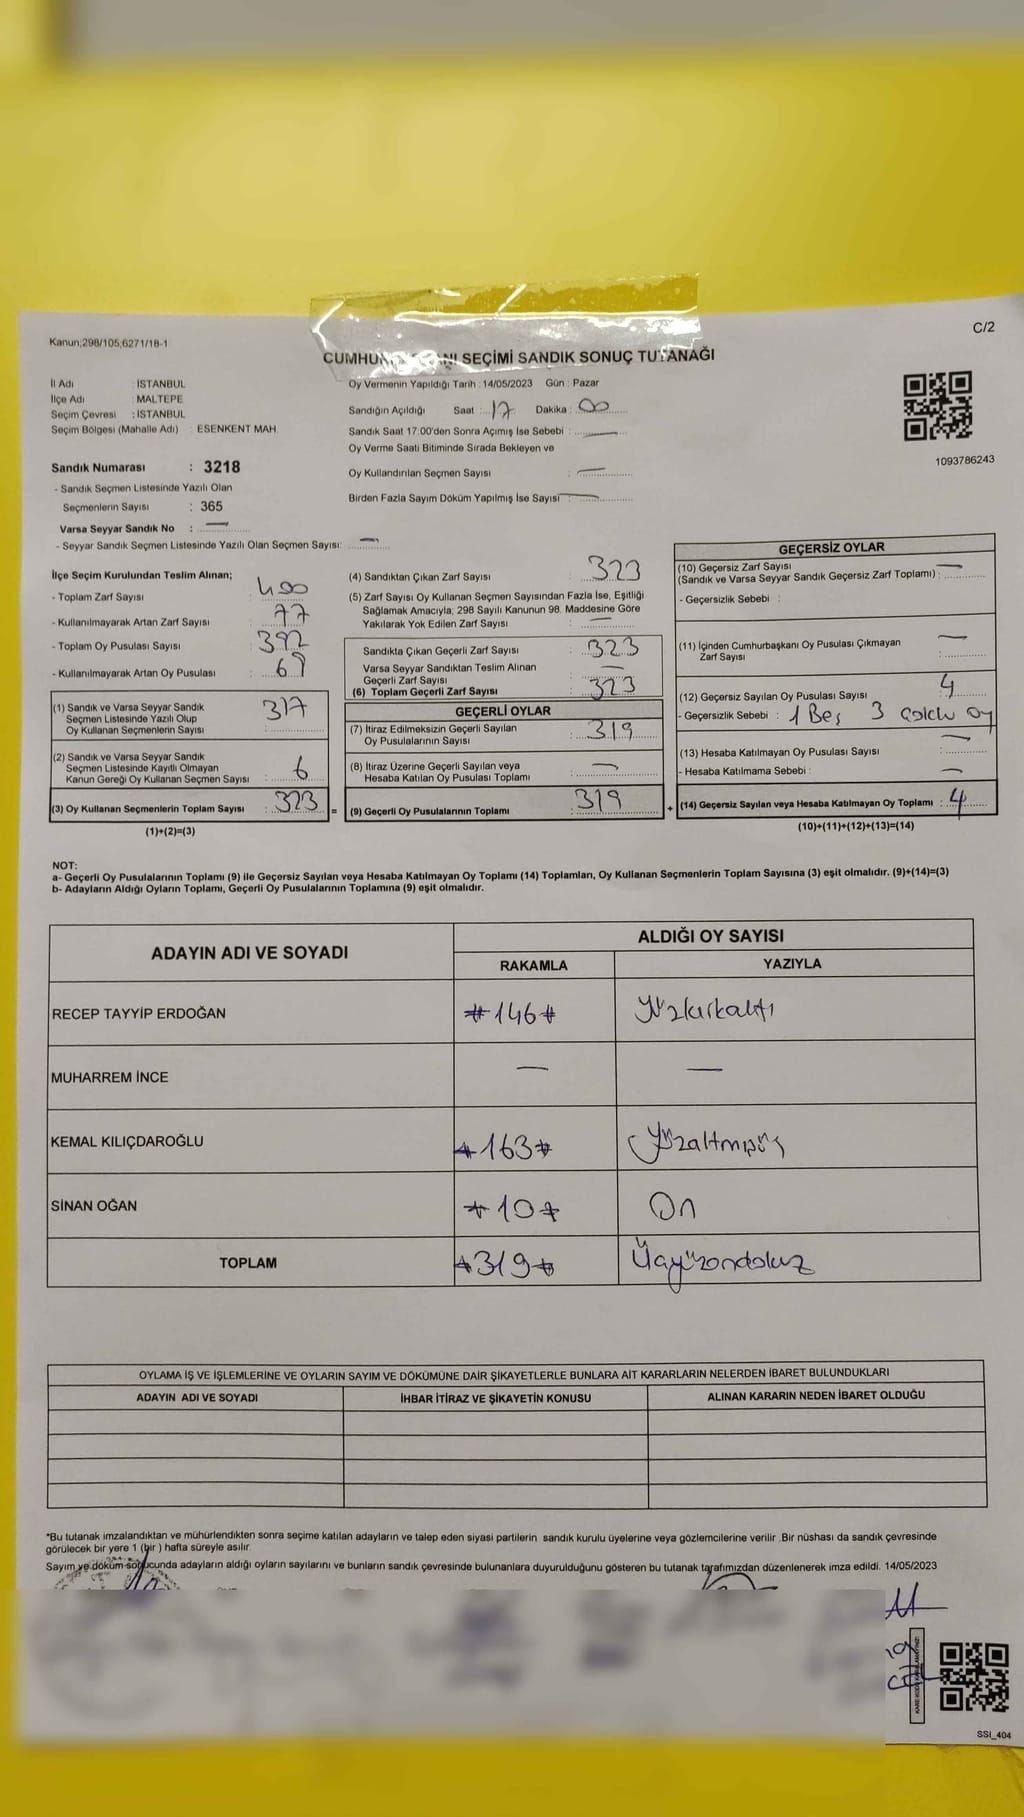 C/2
Kanun;298/105,6271/18-1
SEÇİMİ SANDIK SONUÇ TUTANAĞI
İl Adı : İSTANBUL
İlçe Adı : MALTEPE
Seçim Çevresi : İSTANBUL
Seçim Bölgesi (Mahalle Adı) : ESENKENT MAH.
Sandık Numarası : 3218
- Sandık Seçmen Listesinde Yazılı Olan
Seçmenlerin Sayısı : 365
Varsa Seyyar Sandık No : —
- Seyyar Sandık Seçmen Listesinde Yazılı Olan Seçmen Sayısı: —
Oy Vermenin Yapıldığı Tarih : 14/05/2023 Gün : Pazar
Sandığın Açıldığı Saat : 17 Dakika : 00
Sandık Saat 17:00'den Sonra Açımış İse Sebebi : —
Oy Verme Saati Bitiminde Sırada Bekleyen ve
Oy Kullandırılan Seçmen Sayısı : —
Birden Fazla Sayım Döküm Yapılmış İse Sayısı —
1093786243
İlçe Seçim Kurulundan Teslim Alınan;
- Toplam Zarf Sayısı : 400
- Kullanılmayarak Artan Zarf Sayısı : 77
- Toplam Oy Pusulası Sayısı : 392
- Kullanılmayarak Artan Oy Pusulası : 69
(1) Sandık ve Varsa Seyyar Sandık
Seçmen Listesinde Yazılı Olup
Oy Kullanan Seçmenlerin Sayısı : 317
(2) Sandık ve Varsa Seyyar Sandık
Seçmen Listesinde Kayıtlı Olmayan
Kanun Gereği Oy Kullanan Seçmen Sayısı : 6
(3) Oy Kullanan Seçmenlerin Toplam Sayısı : 323 =
(1)+(2)=(3)
(4) Sandıktan Çıkan Zarf Sayısı : 323
(5) Zarf Sayısı Oy Kullanan Seçmen Sayısından Fazla İse, Eşitliği
Sağlamak Amacıyla; 298 Sayılı Kanunun 98. Maddesine Göre
Yakılarak Yok Edilen Zarf Sayısı : —
Sandıkta Çıkan Geçerli Zarf Sayısı : 323
Varsa Seyyar Sandıktan Teslim Alınan
Geçerli Zarf Sayısı : —
(6) Toplam Geçerli Zarf Sayısı : 323
GEÇERLİ OYLAR
(7) İtiraz Edilmeksizin Geçerli Sayılan
Oy Pusulalarının Sayısı : 319
(8) İtiraz Üzerine Geçerli Sayılan veya
Hesaba Katılan Oy Pusulası Toplamı : —
(9) Geçerli Oy Pusulalarının Toplamı : 319 +
GEÇERSİZ OYLAR
(10) Geçersiz Zarf Sayısı
(Sandık ve Varsa Seyyar Sandık Geçersiz Zarf Toplamı) : —
- Geçersizlik Sebebi :
(11) İçinden Cumhurbaşkanı Oy Pusulası Çıkmayan
Zarf Sayısı : —
(12) Geçersiz Sayılan Oy Pusulası Sayısı : 4
- Geçersizlik Sebebi : 1 Boş 3 oy
(13) Hesaba Katılmayan Oy Pusulası Sayısı : —
- Hesaba Katılmama Sebebi : —
(14) Geçersiz Sayılan veya Hesaba Katılmayan Oy Toplamı : 4
(10)+(11)+(12)+(13)=(14)
NOT:
a- Geçerli Oy Pusulalarının Toplamı (9) ile Geçersiz Sayılan veya Hesaba Katılmayan Oy Toplamı (14) Toplamları, Oy Kullanan Seçmenlerin Toplam Sayısına (3) eşit olmalıdır. (9)+(14)=(3)
b- Adayların Aldığı Oyların Toplamı, Geçerli Oy Pusulalarının Toplamına (9) eşit olmalıdır.
ADAYIN ADI VE SOYADI ALDIĞI OY SAYISI
RAKAMLA YAZIYLA
RECEP TAYYİP ERDOĞAN #146# Yüzkırkaltı
MUHARREM İNCE — —
KEMAL KILIÇDAROĞLU #163# Yüzaltmışüç
SİNAN OĞAN #10# On
TOPLAM #319# Üçyüzondokuz
OYLAMA İŞ VE İŞLEMLERİNE VE OYLARIN SAYIM VE DÖKÜMÜNE DAİR ŞİKAYETLERLE BUNLARA AİT KARARLARIN NELERDEN İBARET BULUNDUKLARI
ADAYIN ADI VE SOYADI İHBAR İTİRAZ VE ŞİKAYETİN KONUSU ALINAN KARARIN NEDEN İBARET OLDUĞU
*Bu tutanak imzalandıktan ve mühürlendikten sonra seçime katılan adayların ve talep eden siyasi partilerin sandık kurulu üyelerine veya gözlemcilerine verilir .Bir nüshası da sandık çevresinde
görülecek bir yere 1 (bir ) hafta süreyle asılır.
Sayım ve döküm sonucunda adayların aldığı oyların sayılarını ve bunların sandık çevresinde bulunanlara duyurulduğunu gösteren bu tutanak tarafımızdan düzenlenerek imza edildi. 14/05/2023
SSI_404